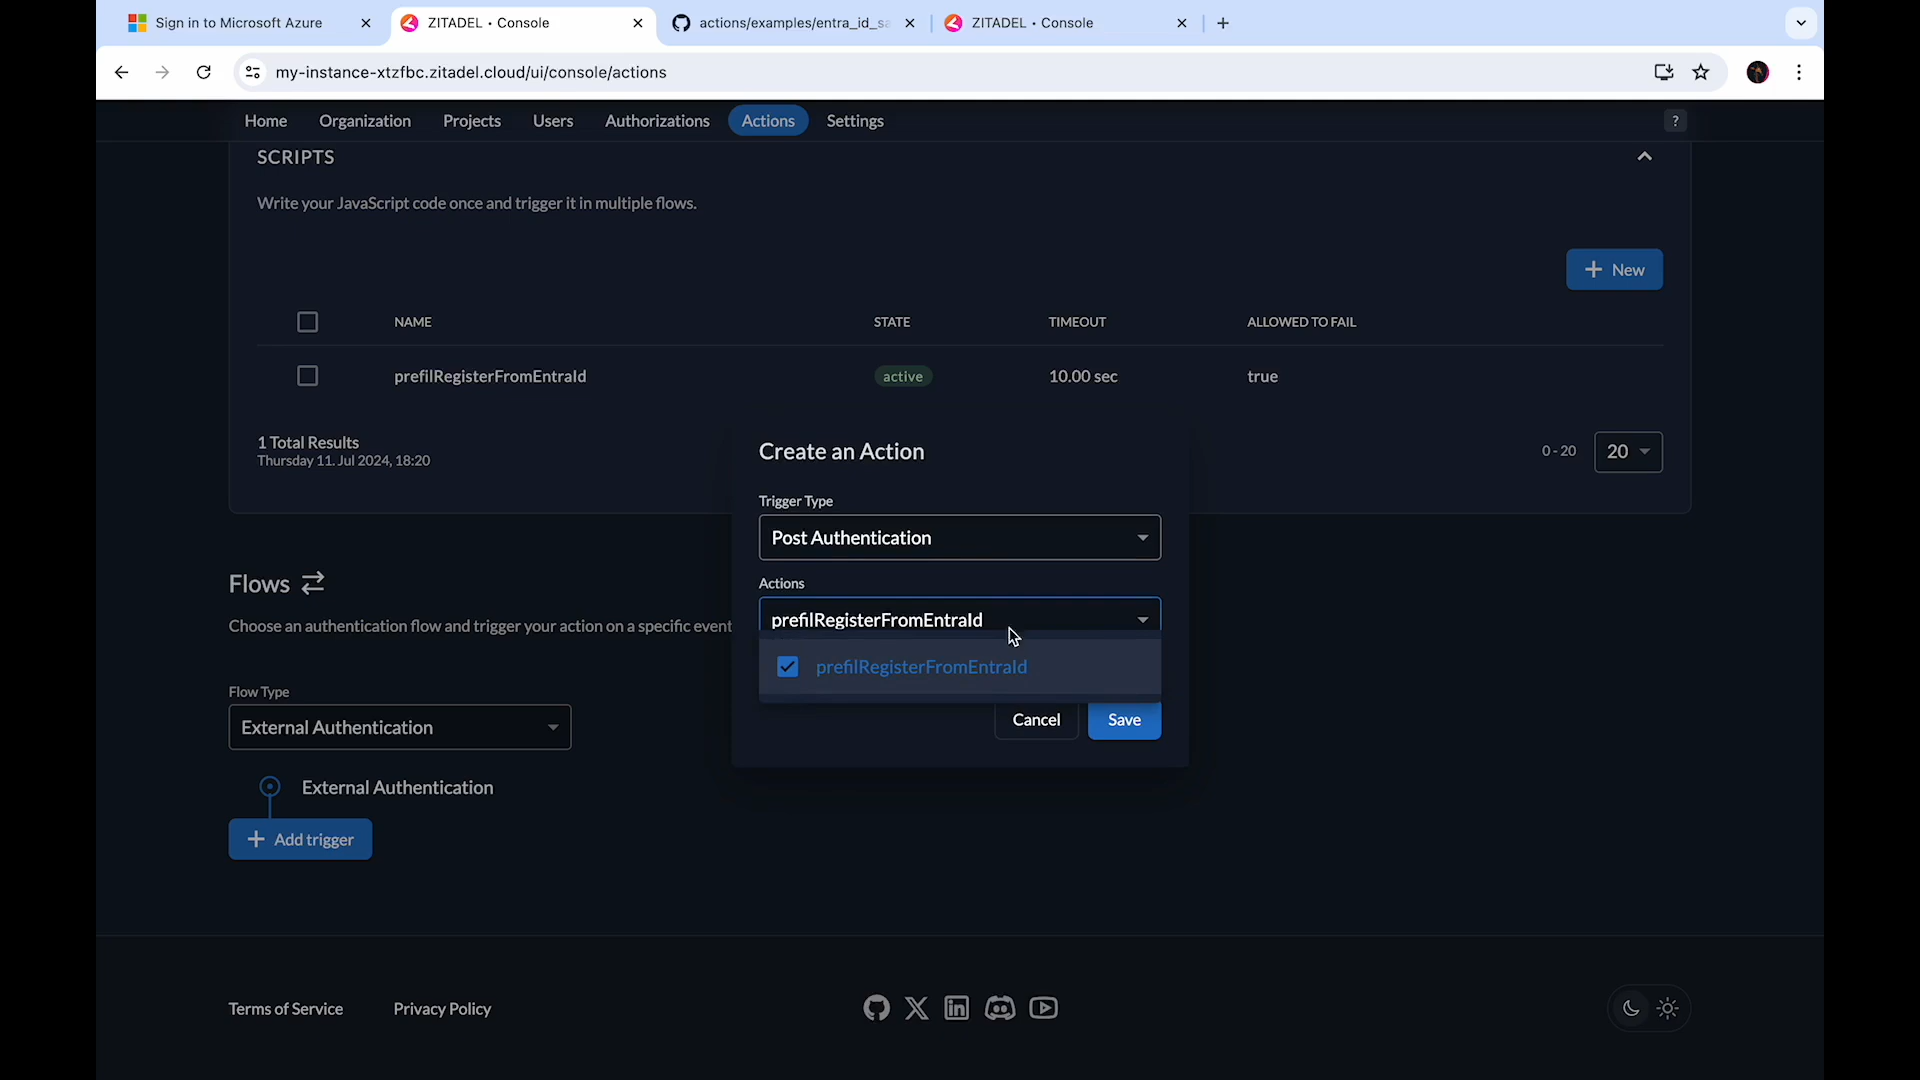 Sign in to Microsoft Azure
ZITADEL • Console
actions/examples/entra_id_sa
ZITADEL • Console
my-instance-xtzfbc.zitadel.cloud/ui/console/actions
Home
Organization
Projects
Users
Authorizations
Actions
Settings
?
SCRIPTS
Write your JavaScript code once and trigger it in multiple flows.
New
NAME
STATE
TIMEOUT
ALLOWED TO FAIL
prefilRegisterFromEntraId
active
10.00 sec
true
1 Total Results
Thursday 11. Jul 2024, 18:20
0 - 20
20
Create an Action
Trigger Type
Post Authentication
Actions
prefilRegisterFromEntraId
prefilRegisterFromEntraId
Cancel
Save
Flows
Choose an authentication flow and trigger your action on a specific event
Flow Type
External Authentication
External Authentication
Add trigger
Terms of Service
Privacy Policy